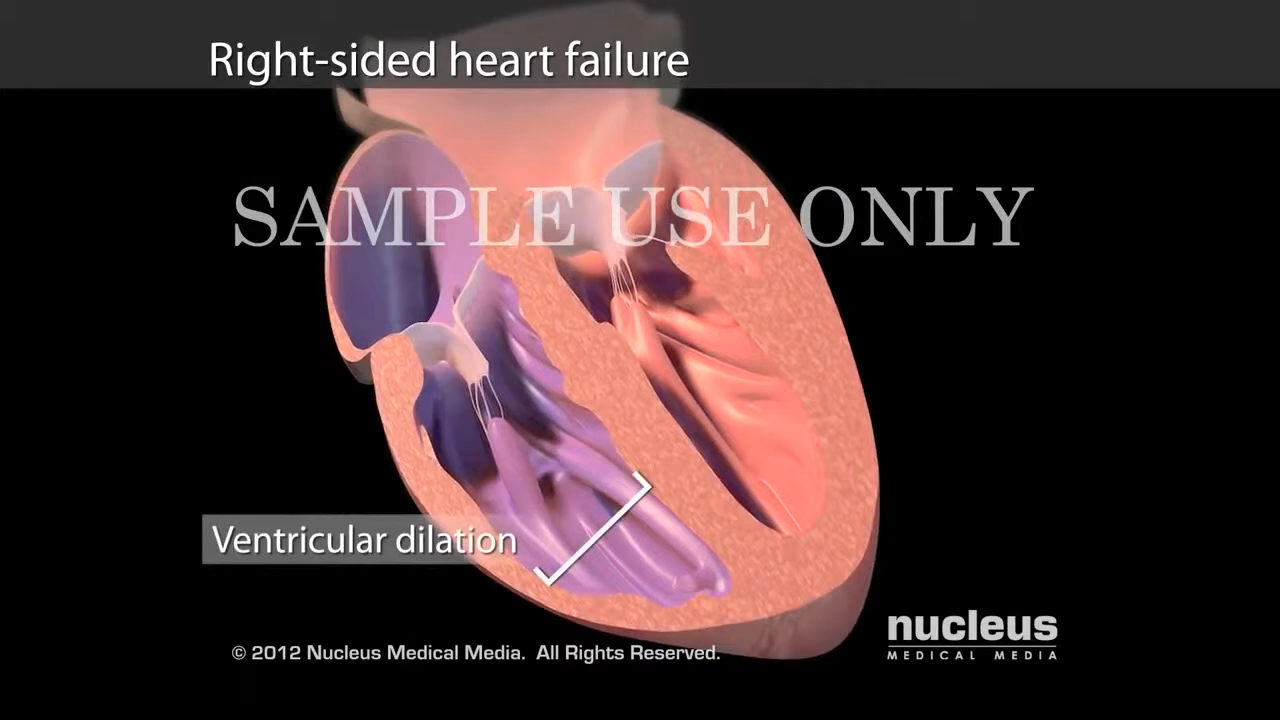 Right-sided heart failure
SAMPLE USE ONLY
Ventricular dilation
nucleus
MEDICAL MEDIA
© 2012 Nucleus Medical Media. All Rights Reserved.